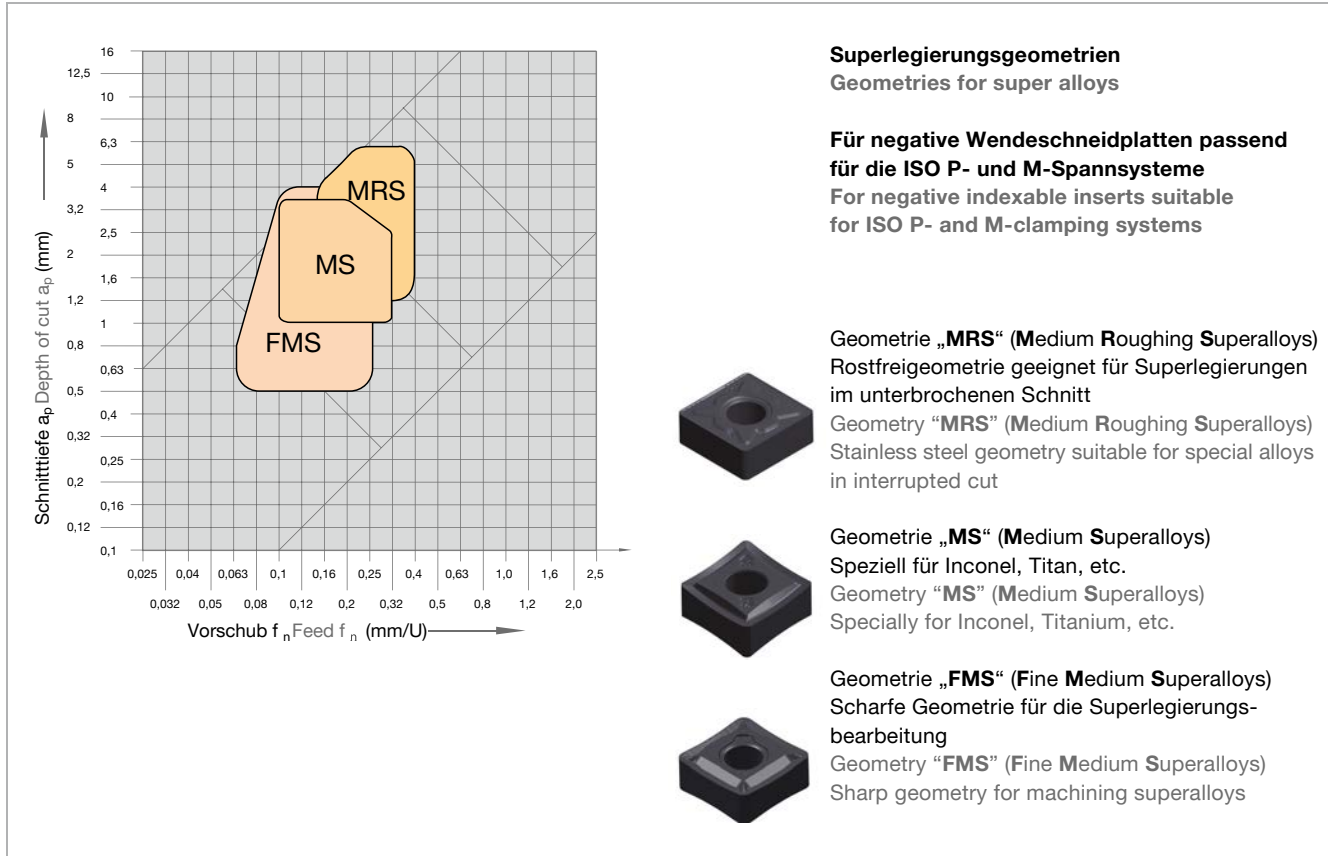 16
12,5
10
8
6,3
5
4
3,2
2,5
2
1,6
1,2
1
0,8
0,63
0,5
0,4
0,32
0,25
0,2
0,16
0,12
0,1
Schnitttiefe ap Depth of cut ap (mm)
MRS
MS
FMS
0,025 0,04 0,063 0,1 0,16 0,25 0,4 0,63 1,0 1,6 2,5
0,032 0,05 0,08 0,12 0,2 0,32 0,5 0,8 1,2 2,0
Vorschub f n Feed f n (mm/U)
Superlegierungsgeometrien
Geometries for super alloys
Für negative Wendeschneidplatten passend
für die ISO P- und M-Spannsysteme
For negative indexable inserts suitable
for ISO P- and M-clamping systems
Geometrie „MRS“ (Medium Roughing Superalloys)
Rostfreigeometrie geeignet für Superlegierungen
im unterbrochenen Schnitt
Geometry “MRS” (Medium Roughing Superalloys)
Stainless steel geometry suitable for special alloys
in interrupted cut
Geometrie „MS“ (Medium Superalloys)
Speziell für Inconel, Titan, etc.
Geometry “MS” (Medium Superalloys)
Specially for Inconel, Titanium, etc.
Geometrie „FMS“ (Fine Medium Superalloys)
Scharfe Geometrie für die Superlegierungs-
bearbeitung
Geometry “FMS” (Fine Medium Superalloys)
Sharp geometry for machining superalloys